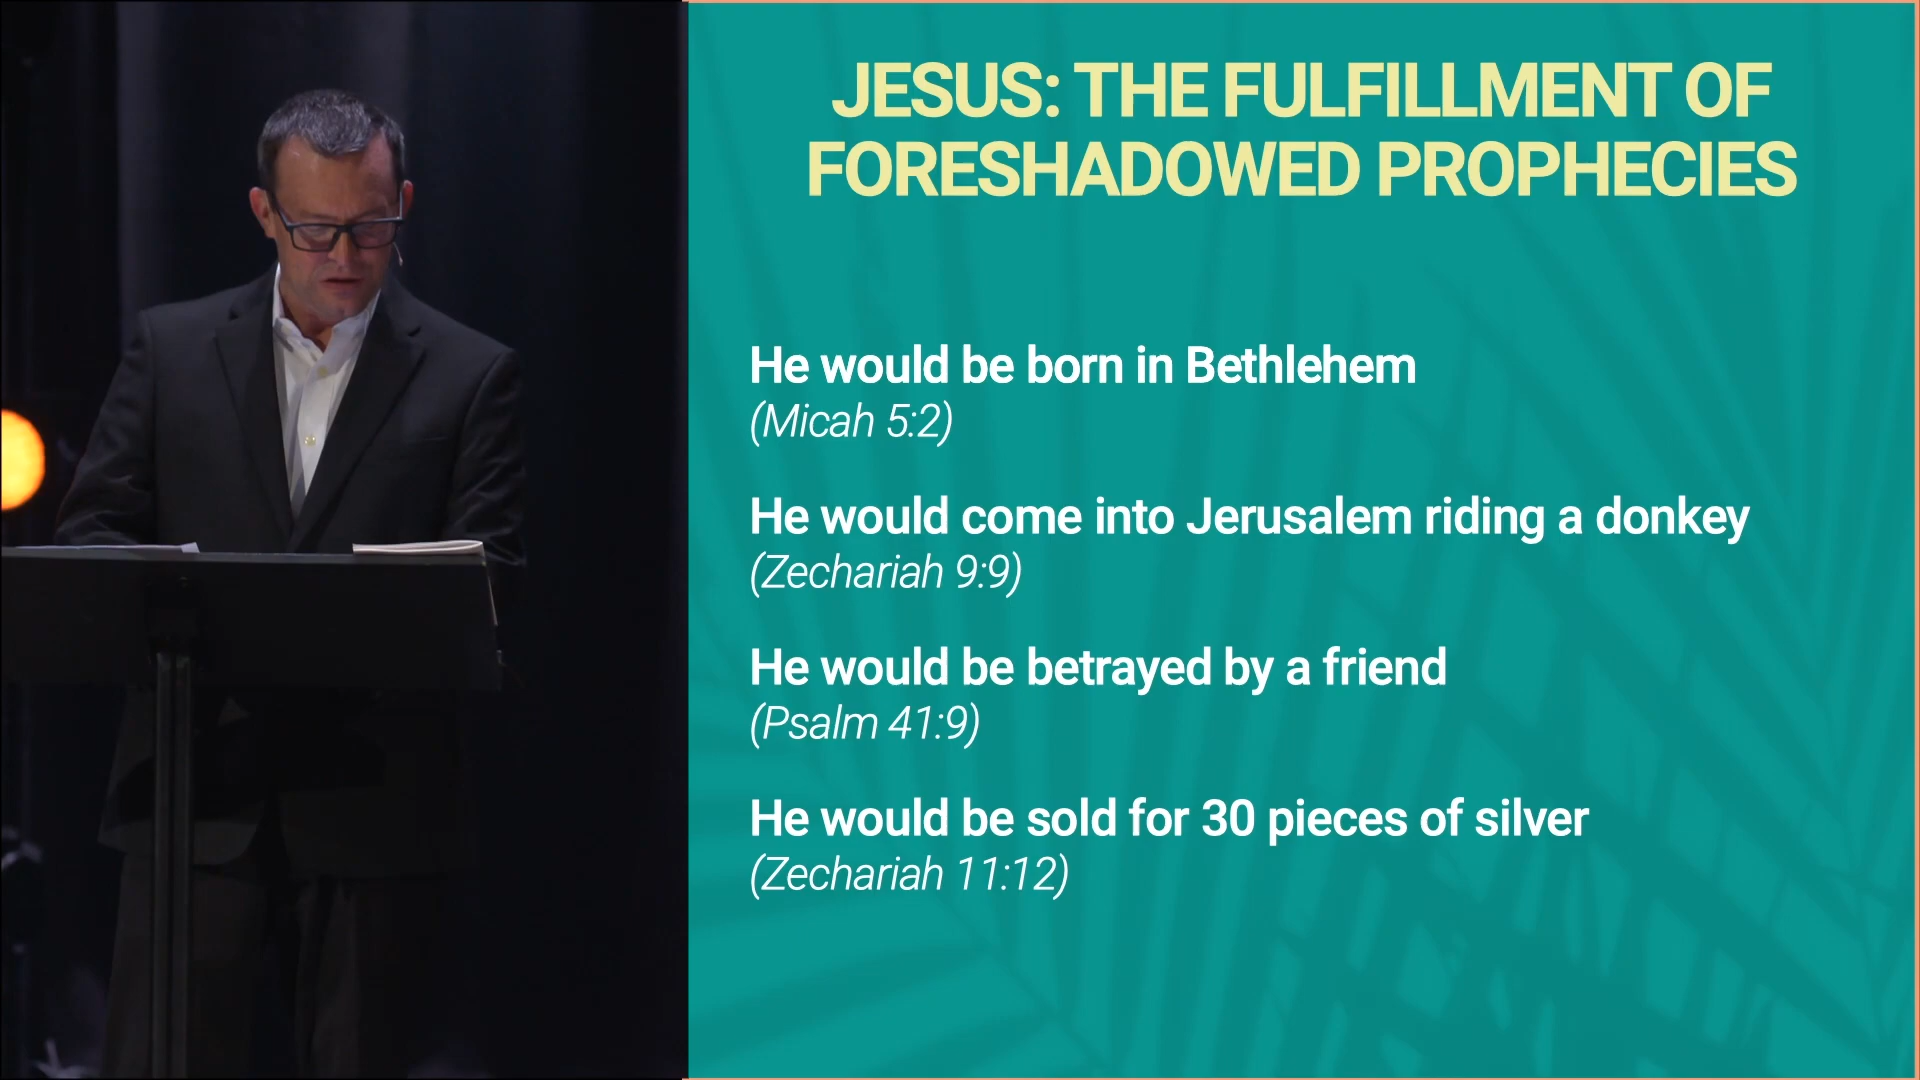 JESUS: THE FULFILLMENT OF
FORESHADOWED PROPHECIES
He would be born in Bethlehem
(Micah 5:2)
He would come into Jerusalem riding a donkey
(Zechariah 9:9)
He would be betrayed by a friend
(Psalm 41:9)
He would be sold for 30 pieces of silver
(Zechariah 11:12)